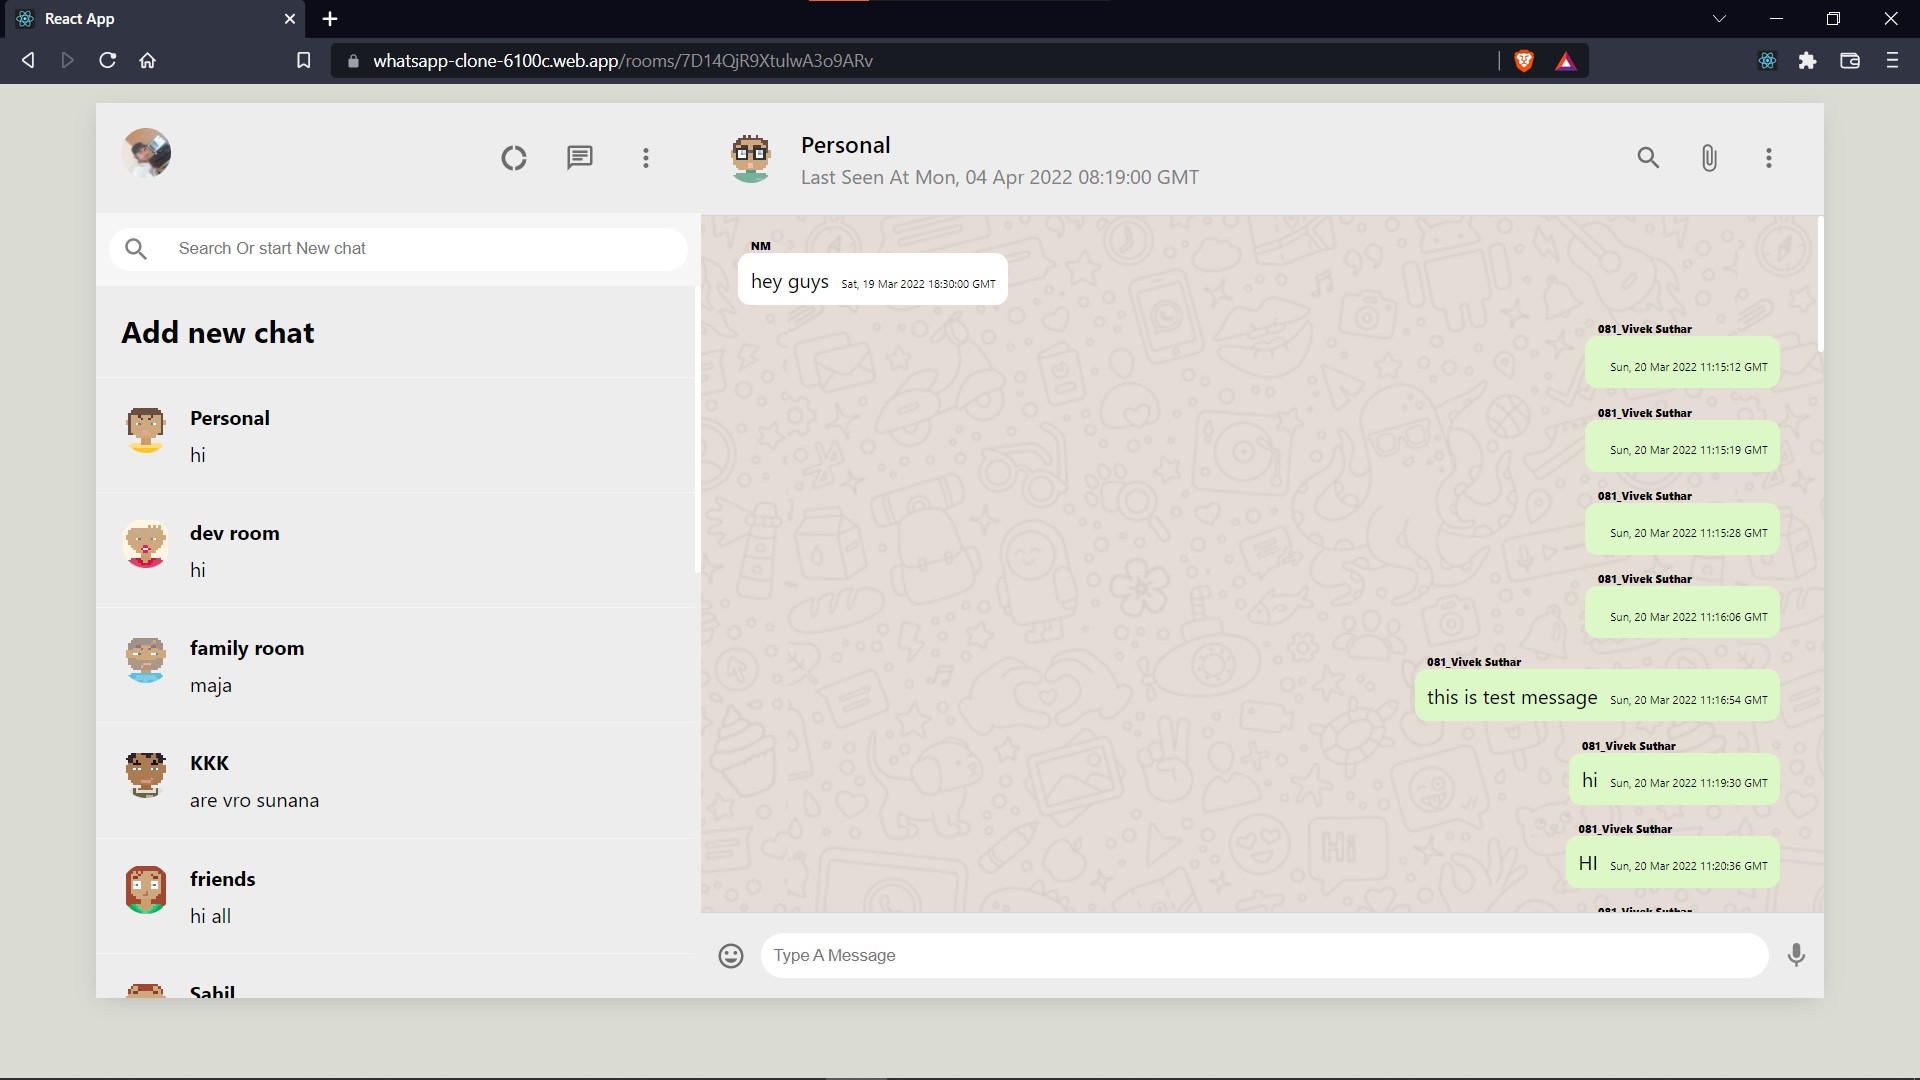 React App
whatsapp-clone-6100c.web.app/rooms/7D14QjR9XtulwA3o9ARv
Personal
Last Seen At Mon, 04 Apr 2022 08:19:00 GMT
Search Or start New chat
Add new chat
Personal
hi
dev room
hi
family room
maja
KKK
are vro sunana
friends
hi all
Sahil
NM
hey guys Sat, 19 Mar 2022 18:30:00 GMT
081_Vivek Suthar
Sun, 20 Mar 2022 11:15:12 GMT
081_Vivek Suthar
Sun, 20 Mar 2022 11:15:19 GMT
081_Vivek Suthar
Sun, 20 Mar 2022 11:15:28 GMT
081_Vivek Suthar
Sun, 20 Mar 2022 11:16:06 GMT
081_Vivek Suthar
this is test message Sun, 20 Mar 2022 11:16:54 GMT
081_Vivek Suthar
hi Sun, 20 Mar 2022 11:19:30 GMT
081_Vivek Suthar
HI Sun, 20 Mar 2022 11:20:36 GMT
081_Vivek Suthar
Type A Message